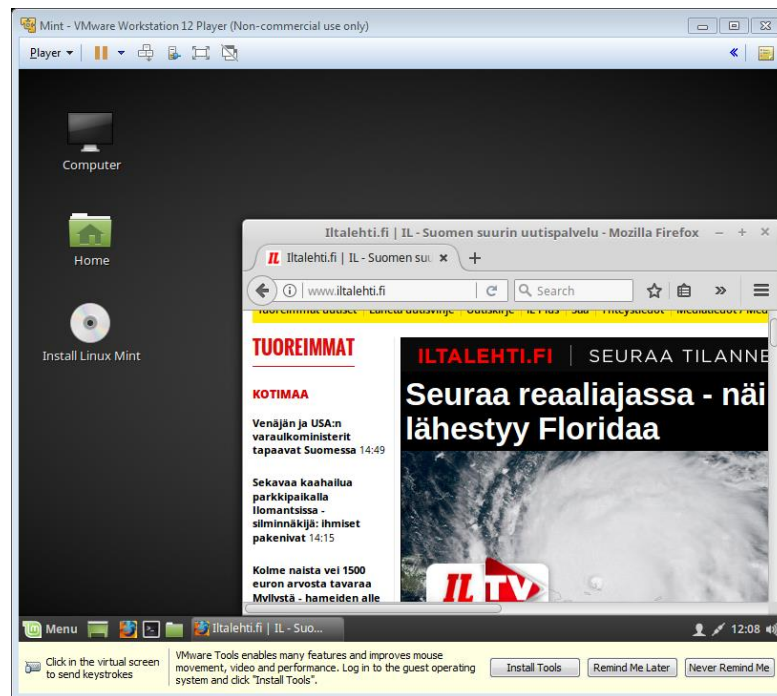 Mint - VMware Workstation 12 Player (Non-commercial use only)
Player
Computer
Home
Install Linux Mint
Iltalehti.fi | IL - Suomen suurin uutispalvelu - Mozilla Firefox
IL Iltalehti.fi | IL - Suomen suu
www.iltalehti.fi
Search
TUOREIMMAT
KOTIMAA
Venäjän ja USA:n
varaulkoministerit
tapaavat Suomessa 14:49
Sekavaa kaahailua
parkkipaikalla
Ilomantsissa -
silminnäkijä: ihmiset
pakenivat 14:15
Kolme naista vei 1500
euron arvosta tavaraa
Myllystä - hameiden alle
ILTALEHTI.FI | SEURAA TILANNE
Seuraa reaaliajassa - näi
lähestyy Floridaa
IL TV
Menu
Iltalehti.fi | IL - Suo...
12:08
Click in the virtual screen
to send keystrokes
VMware Tools enables many features and improves mouse
movement, video and performance. Log in to the guest operating
system and click "Install Tools".
Install Tools
Remind Me Later
Never Remind Me